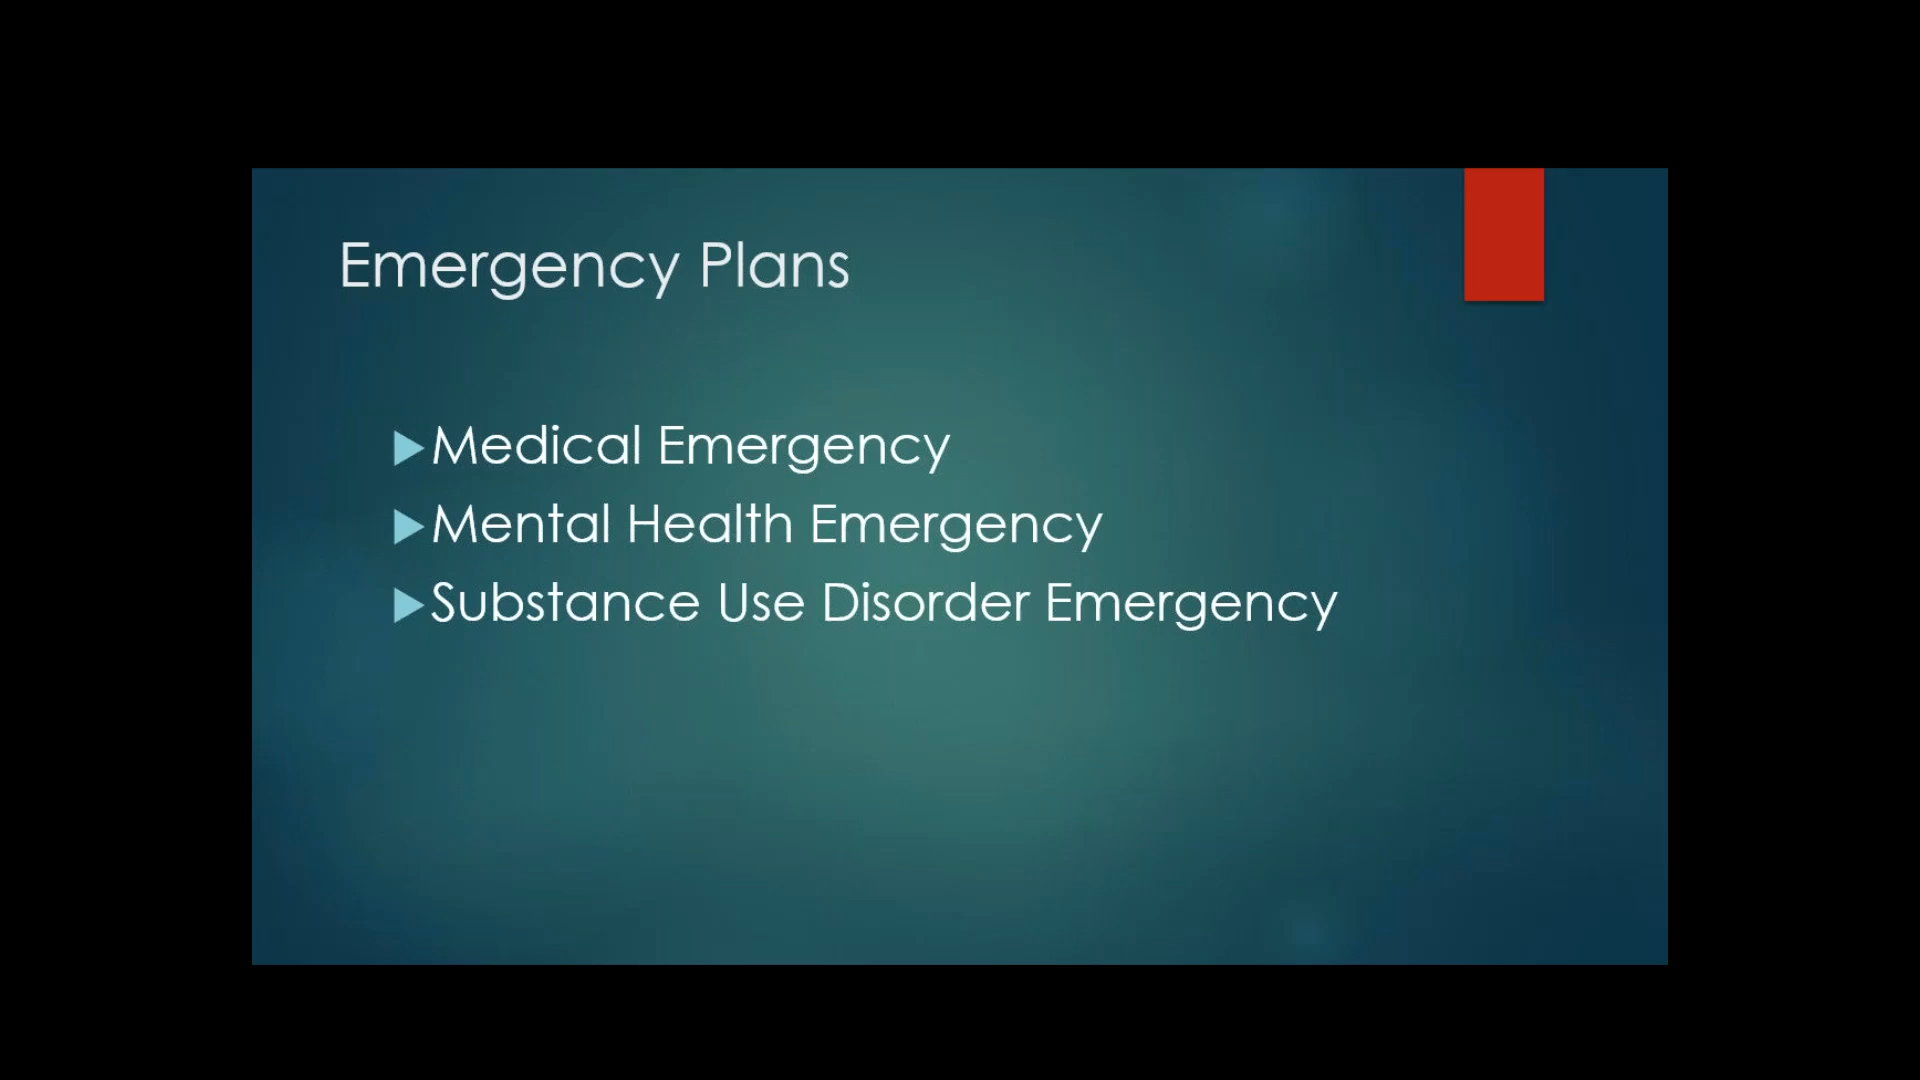 Emergency Plans
Medical Emergency
Mental Health Emergency
Substance Use Disorder Emergency